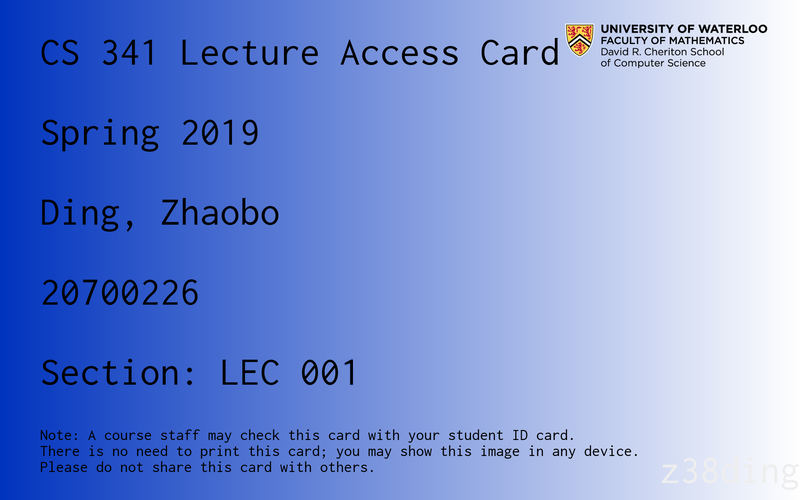 CS 341 Lecture Access Card
UNIVERSITY OF WATERLOO
FACULTY OF MATHEMATICS
David R. Cheriton School
of Computer Science
Spring 2019
Ding, Zhaobo
20700226
Section: LEC 001
Note: A course staff may check this card with your student ID card.
There is no need to print this card; you may show this image in any device.
Please do not share this card with others.
z38ding